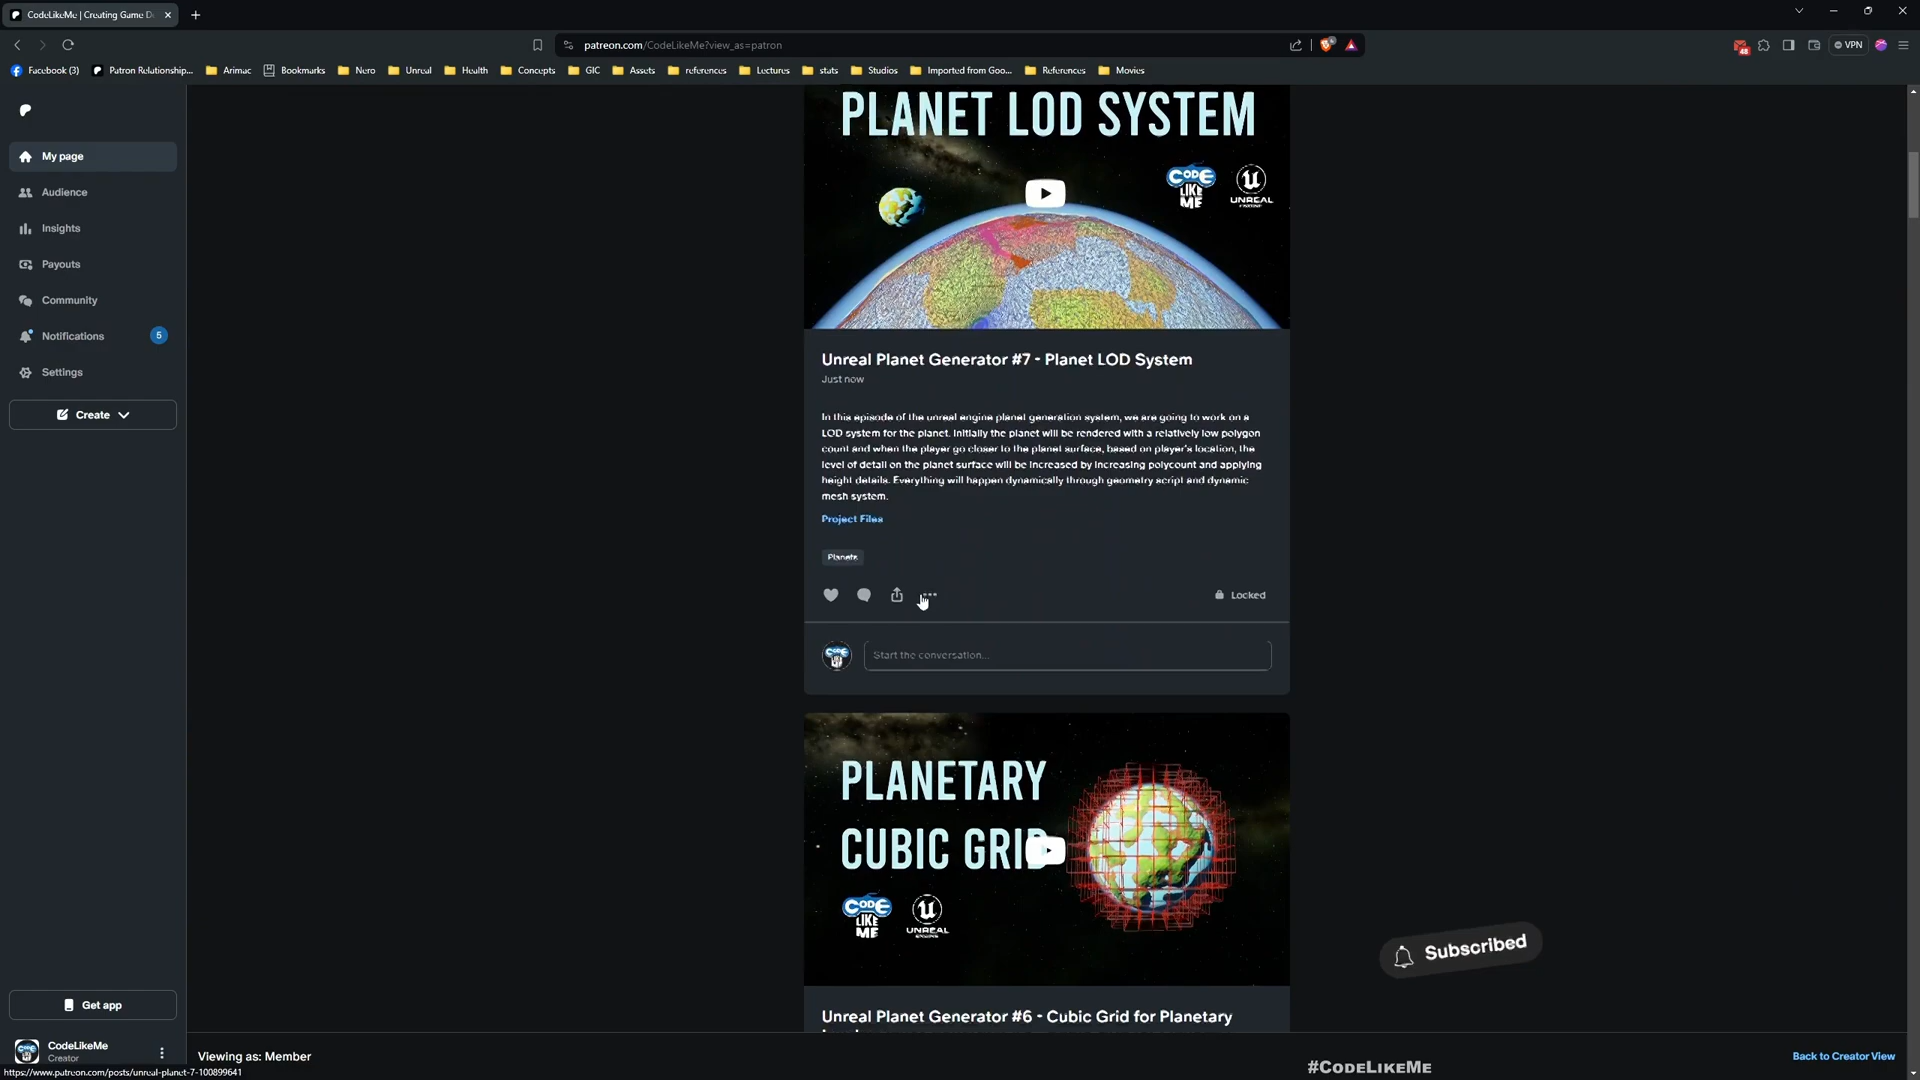 CodeLikeMe | Creating Game D
patreon.com/CodeLikeMe?view_as=patron
48
VPN
Facebook (3)
Patron Relationship...
Arimac
Bookmarks
Nero
Unreal
Health
Concepts
GIC
Assets
references
Lectures
stats
Studios
Imported from Goo...
References
Movies
My page
Audience
Insights
Payouts
Community
Notifications
5
Settings
Create
PLANET LOD SYSTEM
CODE
LIKE
ME
UNREAL
Unreal Planet Generator #7 - Planet LOD System
Just now
In this episode of the unreal engine planet generation system, we are going to work on a
LOD system for the planet. Initially the planet will be rendered with a relatively low polygon
count and when the player go closer to the planet surface, based on player's location, the
level of detail on the planet surface will be increased by increasing polycount and applying
height details. Everything will happen dynamically through geometry script and dynamic
mesh system.
Project Files
Planets
Locked
Start the conversation...
PLANETARY
CUBIC GRID
CODE
LIKE
ME
UNREAL
Subscribed
Unreal Planet Generator #6 - Cubic Grid for Planetary
Get app
CodeLikeMe
Creator
Viewing as: Member
Back to Creator View
#CODELIKEME
https://www.patreon.com/posts/unreal-planet-7-100899641